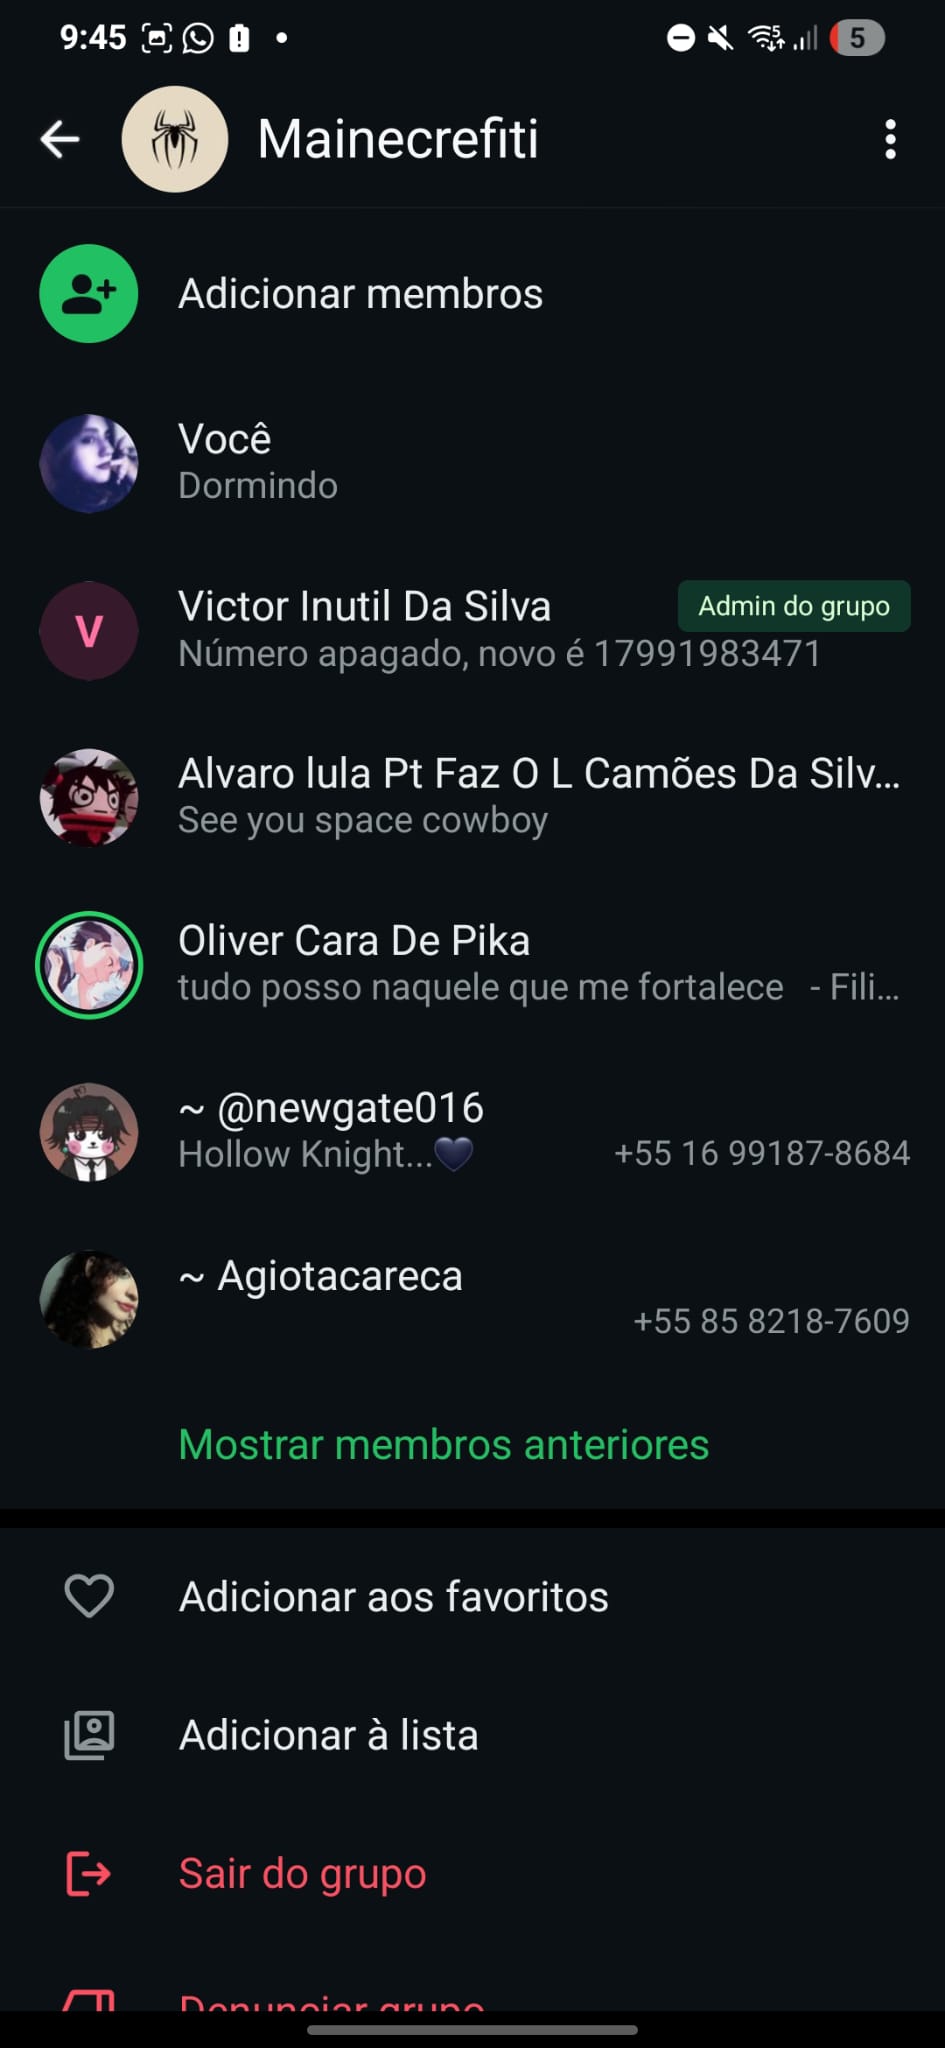 9:45
5
Mainecrefiti
Adicionar membros
Você
Dormindo
Victor Inutil Da Silva
Admin do grupo
Número apagado, novo é 17991983471
Alvaro lula Pt Faz O L Camões Da Silv...
See you space cowboy
Oliver Cara De Pika
tudo posso naquele que me fortalece - Fili...
~ @newgate016
Hollow Knight...🖤 +55 16 99187-8684
~ Agiotacareca
+55 85 8218-7609
Mostrar membros anteriores
Adicionar aos favoritos
Adicionar à lista
Sair do grupo
Denunciar grupo